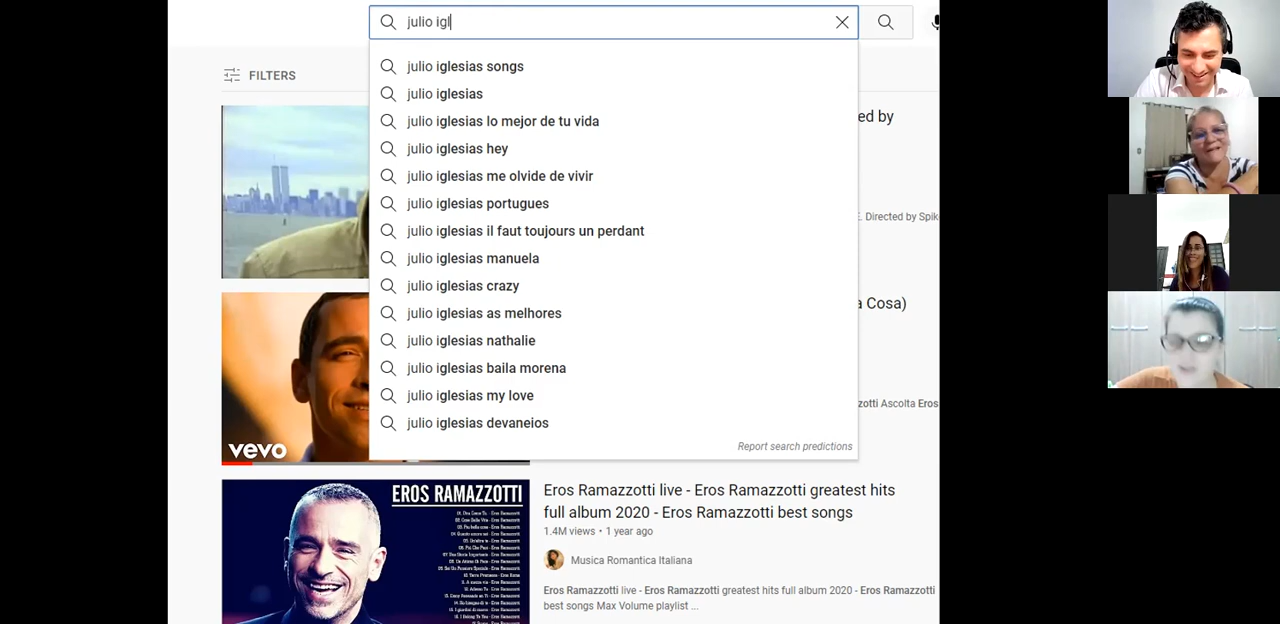 julio igl
FILTERS
julio iglesias songs
julio iglesias
julio iglesias lo mejor de tu vida
ed by
julio iglesias hey
julio iglesias me olvide de vivir
julio iglesias portugues
E. Directed by Spik
julio iglesias il faut toujours un perdant
julio iglesias manuela
julio iglesias crazy
a Cosa)
julio iglesias as melhores
julio iglesias nathalie
julio iglesias baila morena
julio iglesias my love
zotti Ascolta Eros
julio iglesias devaneios
Report search predictions
vevo
EROS RAMAZZOTTI
Eros Ramazzotti live - Eros Ramazzotti greatest hits
full album 2020 - Eros Ramazzotti best songs
1.4M views • 1 year ago
Musica Romantica Italiana
Eros Ramazzotti live - Eros Ramazzotti greatest hits full album 2020 - Eros Ramazzotti
best songs Max Volume playlist ...